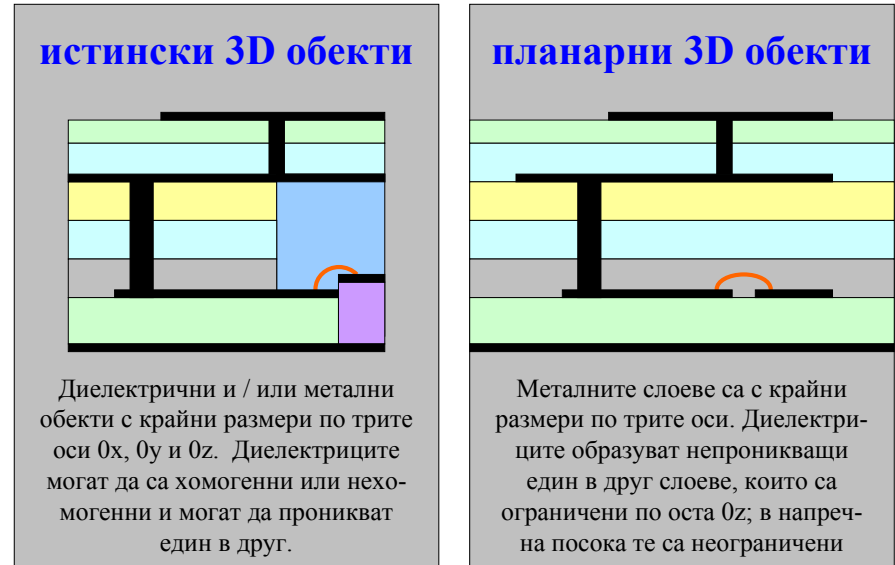 истински 3D обекти
Диелектрични и / или метални
обекти с крайни размери по трите
оси 0x, 0y и 0z. Диелектриците
могат да са хомогенни или нехо-
могенни и могат да проникват
един в друг.
планарни 3D обекти
Металните слоеве са с крайни
размери по трите оси. Диелектри-
ците образуват непроникващи
един в друг слоеве, които са
ограничени по оста 0z; в напреч-
на посока те са неограничени